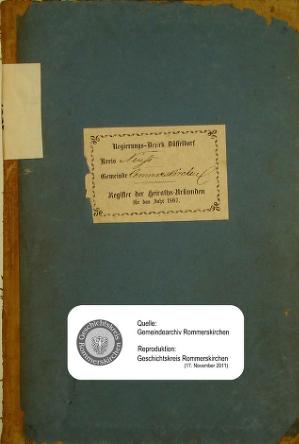 Regierungs-Bezirk Düsseldorf
Kreis Neuß
Gemeinde Rommerskirchen
Register der Heiraths-Urkunden
für das Jahr 1867.
Geschichtskreis
Rommerskirchen
Quelle:
Gemeindearchiv Rommerskirchen
Reproduktion:
Geschichtskreis Rommerskirchen
(17. November 2011)